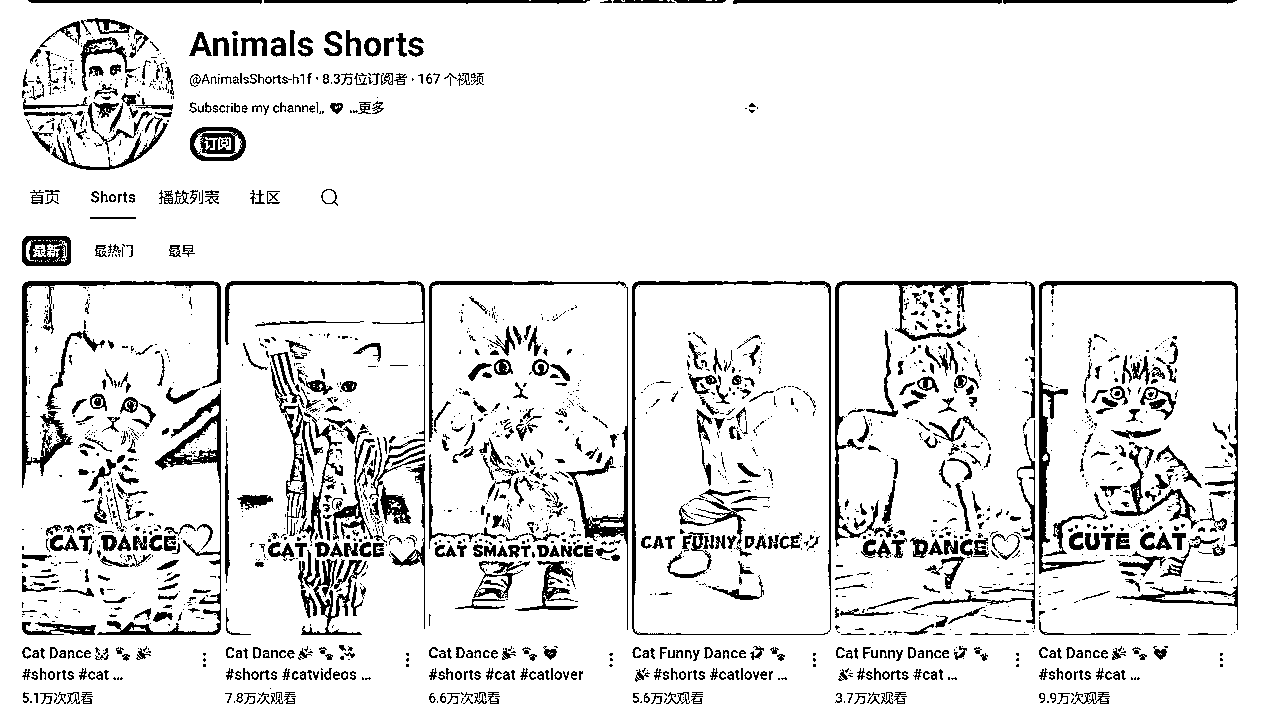 Animals Shorts
@AnimalsShorts-h1f · 8.3万位订阅者 · 167 个视频
Subscribe my channel,, ...更多
订阅
首页 Shorts 播放列表 社区
最新 最热门 最早
CAT DANCE
CAT DANCE
CAT SMART DANCE
CAT FUNNY DANCE
CAT DANCE
CUTE CAT
Cat Dance
#shorts #cat ...
5.1万次观看
Cat Dance
#shorts #catvideos ...
7.8万次观看
Cat Dance
#shorts #cat #catlover
6.6万次观看
Cat Funny Dance
#shorts #catlover ...
5.6万次观看
Cat Funny Dance
#shorts #cat ...
3.7万次观看
Cat Dance
#shorts #cat ...
9.9万次观看